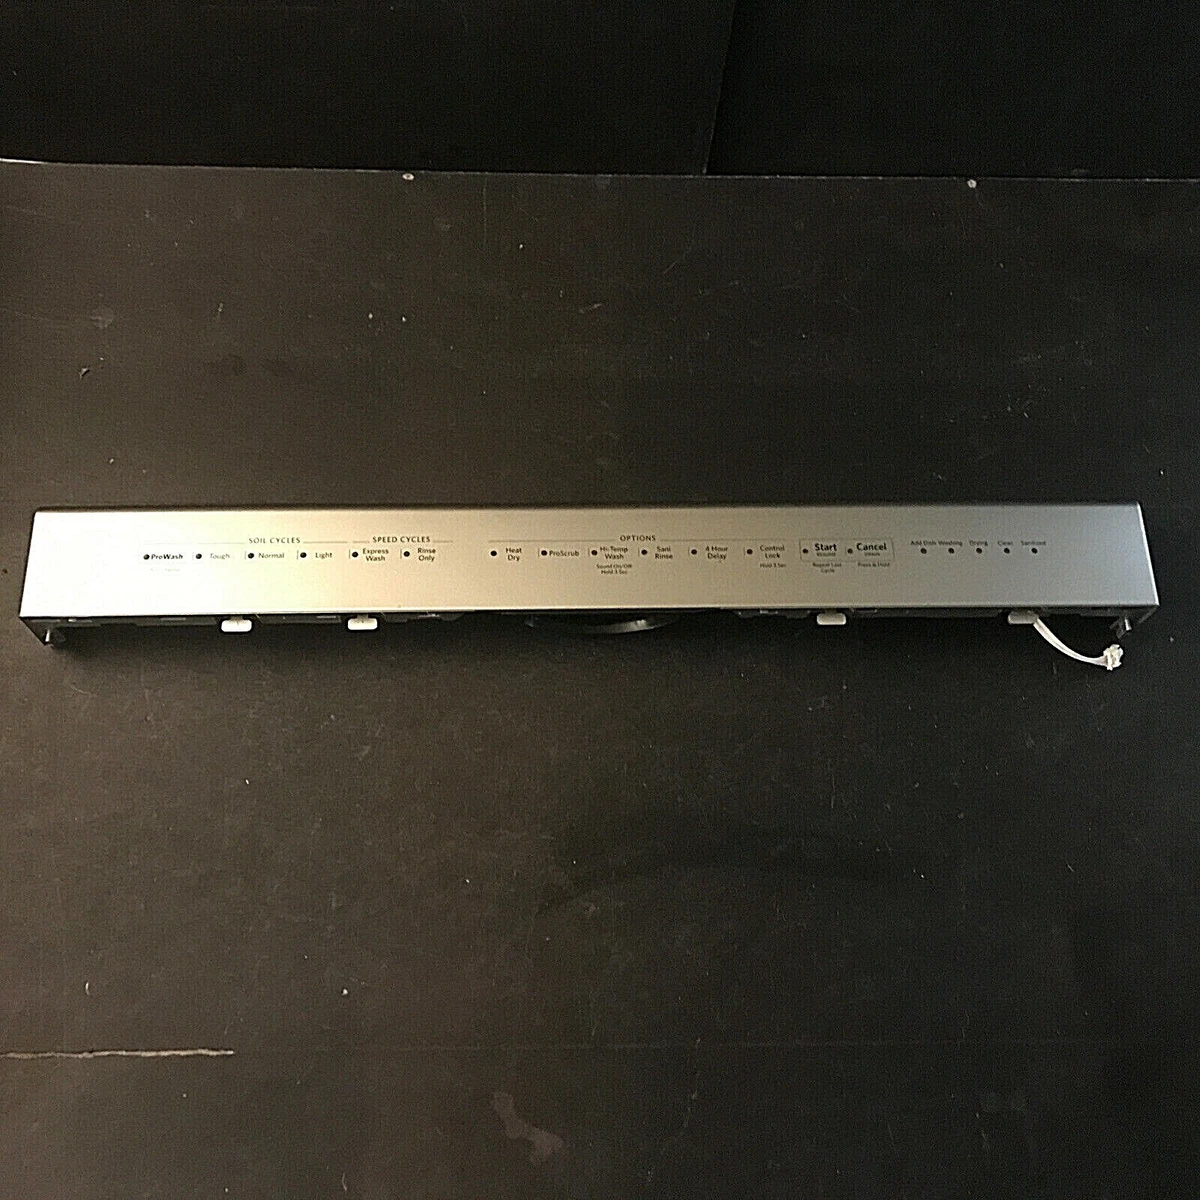 SOIL CYCLES
SPEED CYCLES
OPTIONS
ProWash
Tough
Normal
Light
Express
Wash
Rinse
Only
Heat
Dry
ProScrub
Hi-Temp
Wash
Sound On/Off
Hold 3 Sec
Sani
Rinse
4 Hour
Delay
Control
Lock
Hold 3 Sec
Start
Resume
Repeat Last
Cycle
Cancel
Drain
Press & Hold
Add Dish
Washing
Drying
Clean
Sanitized